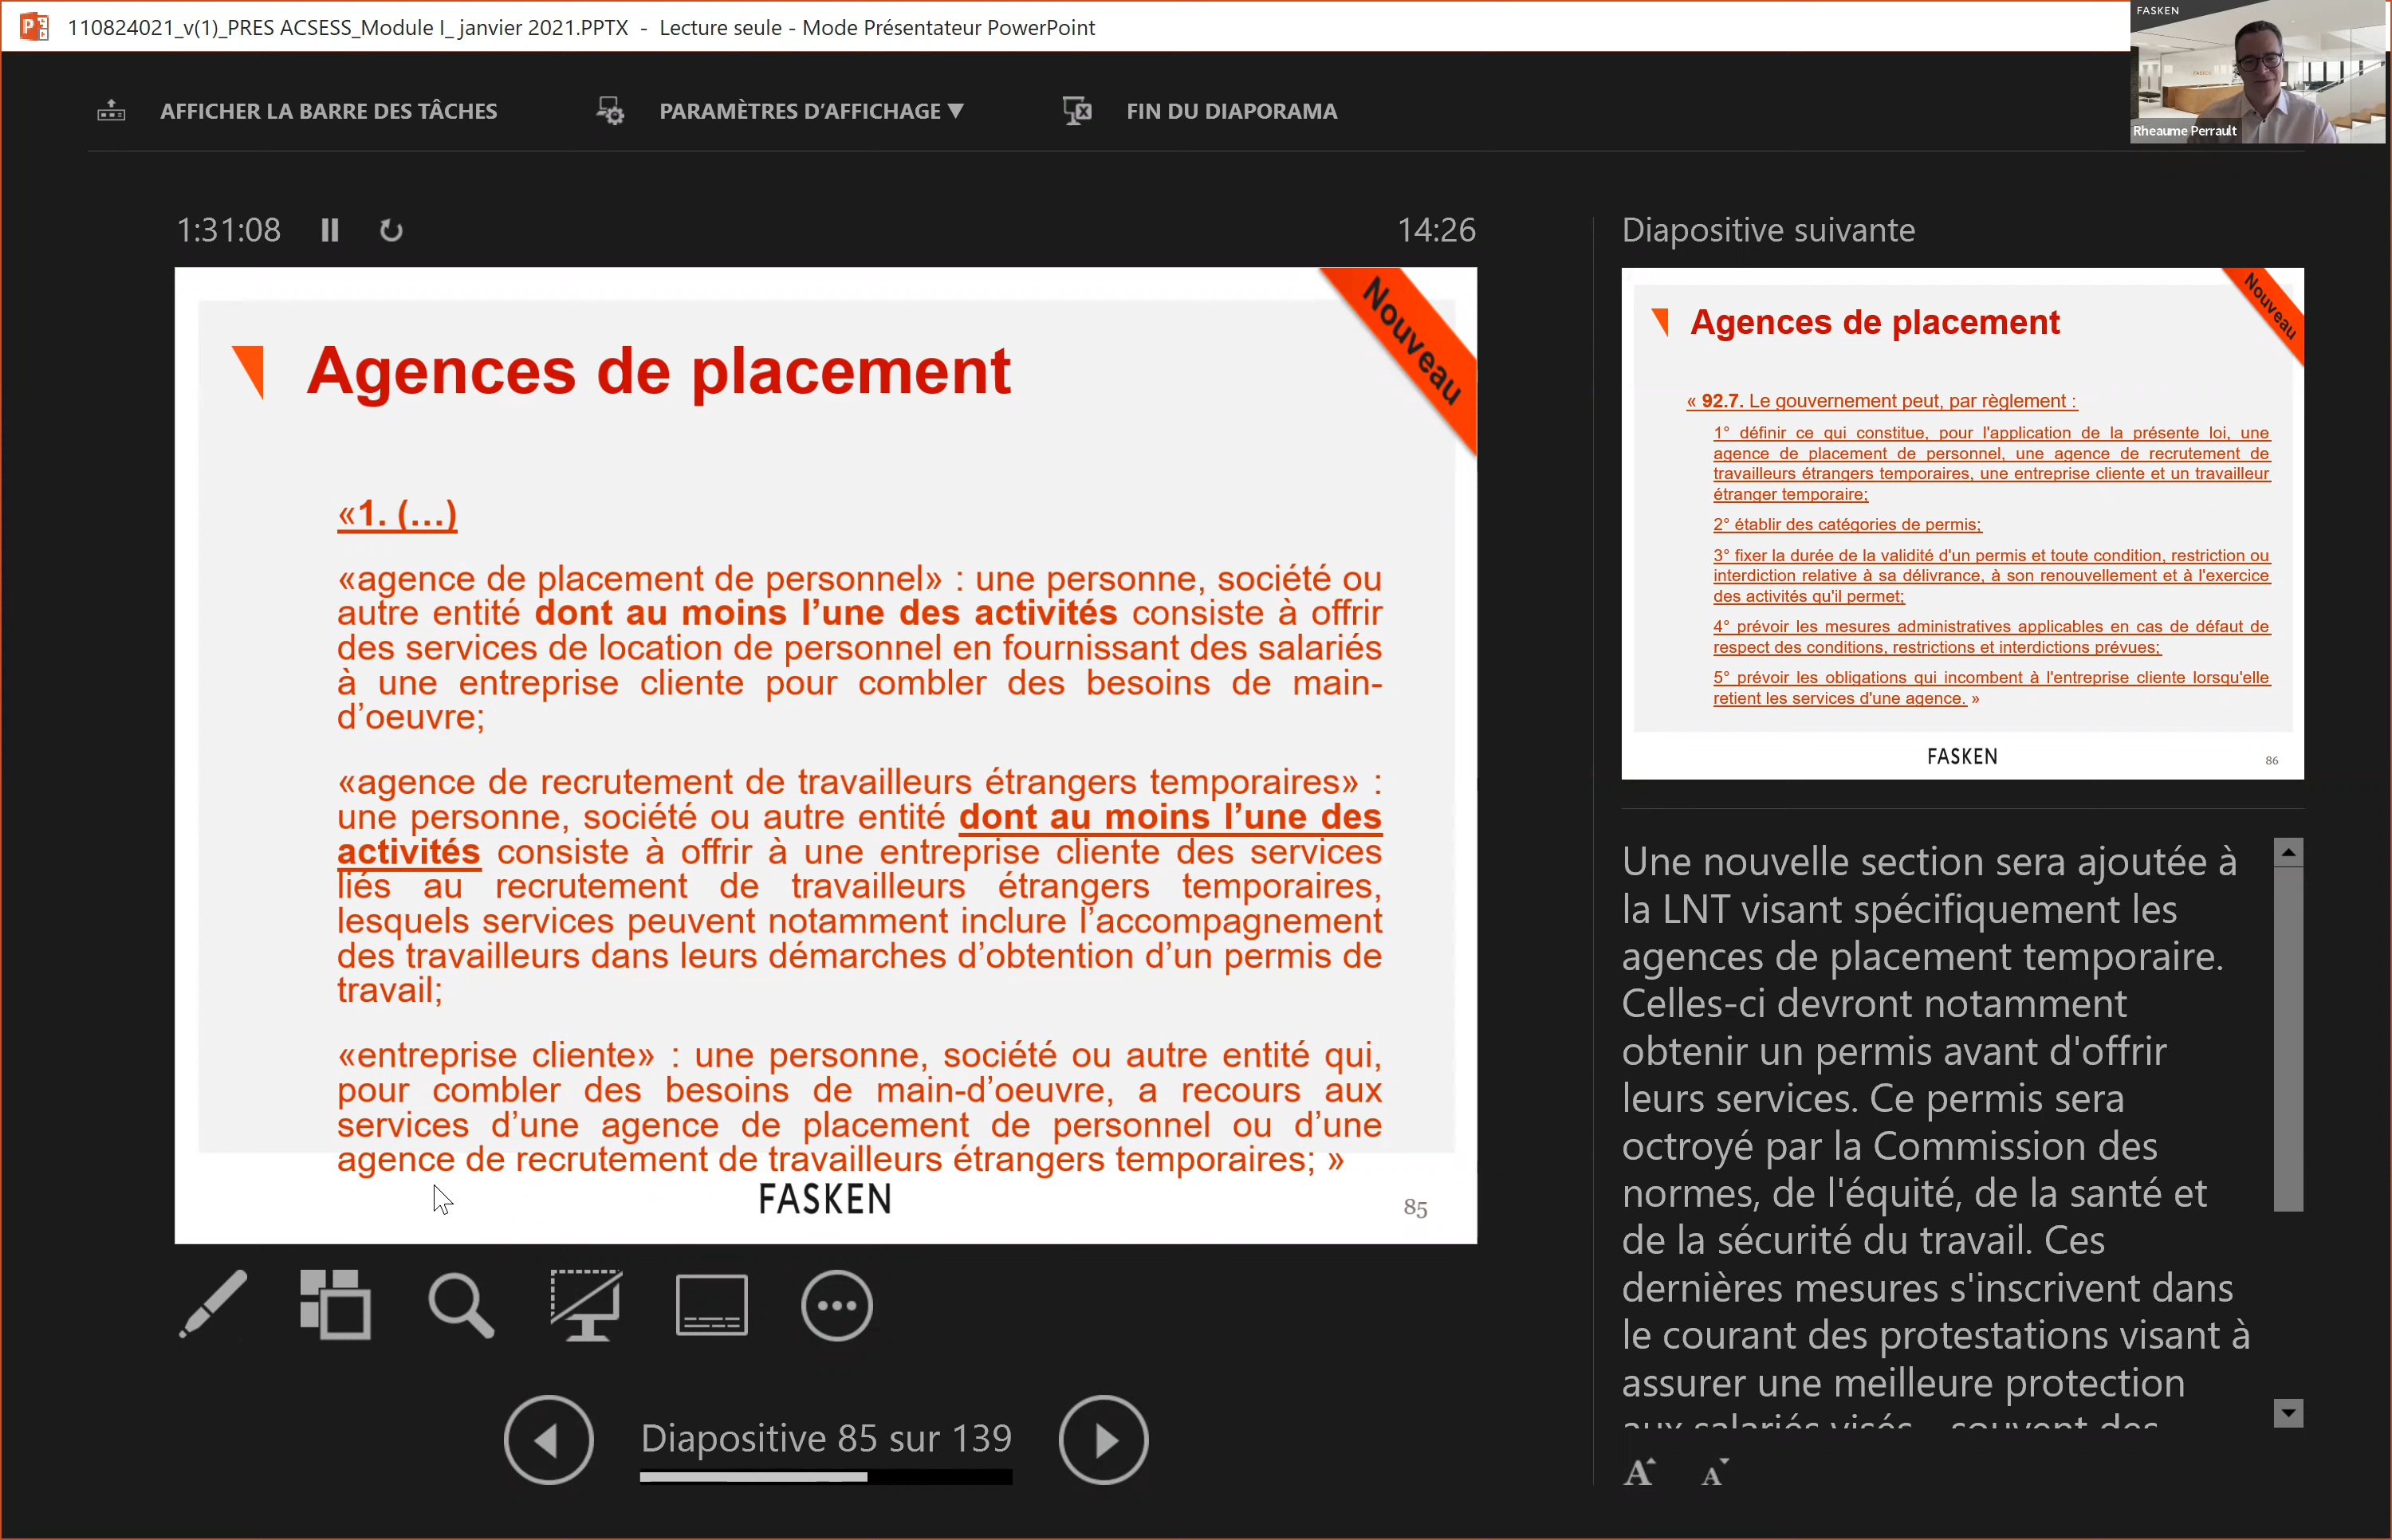 110824021_v(1)_PRES ACSESS_Module I_ janvier 2021.PPTX  -  Lecture seule - Mode Présentateur PowerPoint
FASKEN
Rheaume Perrault
AFFICHER LA BARRE DES TÂCHES
PARAMÈTRES D'AFFICHAGE ▼
FIN DU DIAPORAMA
1:31:08
14:26
Nouveau
Agences de placement
«1. (…)
«agence de placement de personnel» : une personne, société ou
autre entité dont au moins l’une des activités consiste à offrir
des services de location de personnel en fournissant des salariés
à une entreprise cliente pour combler des besoins de main-
d’oeuvre;
«agence de recrutement de travailleurs étrangers temporaires» :
une personne, société ou autre entité dont au moins l’une des
activités consiste à offrir à une entreprise cliente des services
liés au recrutement de travailleurs étrangers temporaires,
lesquels services peuvent notamment inclure l’accompagnement
des travailleurs dans leurs démarches d’obtention d’un permis de
travail;
«entreprise cliente» : une personne, société ou autre entité qui,
pour combler des besoins de main-d’oeuvre, a recours aux
services d’une agence de placement de personnel ou d’une
agence de recrutement de travailleurs étrangers temporaires; »
FASKEN
85
Diapositive 85 sur 139
Diapositive suivante
Nouveau
Agences de placement
« 92.7. Le gouvernement peut, par règlement :
1° définir ce qui constitue, pour l'application de la présente loi, une
agence de placement de personnel, une agence de recrutement de
travailleurs étrangers temporaires, une entreprise cliente et un travailleur
étranger temporaire;
2° établir des catégories de permis;
3° fixer la durée de la validité d'un permis et toute condition, restriction ou
interdiction relative à sa délivrance, à son renouvellement et à l'exercice
des activités qu'il permet;
4° prévoir les mesures administratives applicables en cas de défaut de
respect des conditions, restrictions et interdictions prévues;
5° prévoir les obligations qui incombent à l'entreprise cliente lorsqu'elle
retient les services d'une agence. »
FASKEN
86
Une nouvelle section sera ajoutée à
la LNT visant spécifiquement les
agences de placement temporaire.
Celles-ci devront notamment
obtenir un permis avant d'offrir
leurs services. Ce permis sera
octroyé par la Commission des
normes, de l'équité, de la santé et
de la sécurité du travail. Ces
dernières mesures s'inscrivent dans
le courant des protestations visant à
assurer une meilleure protection
aux salariés visés – souvent des
A A